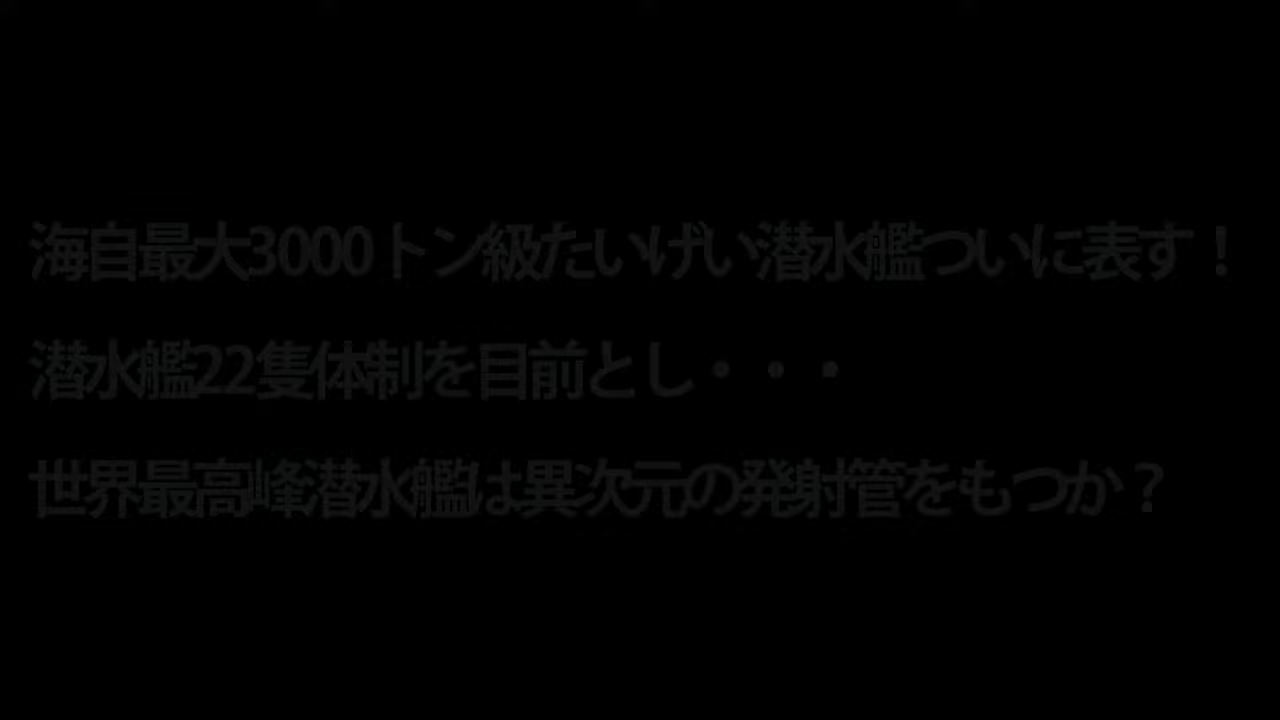 海自最大3000トン級たいげい潜水艦ついに表す！
潜水艦22隻体制を目前とし・・・
世界最高峰潜水艦は異次元の発射管をもつか？